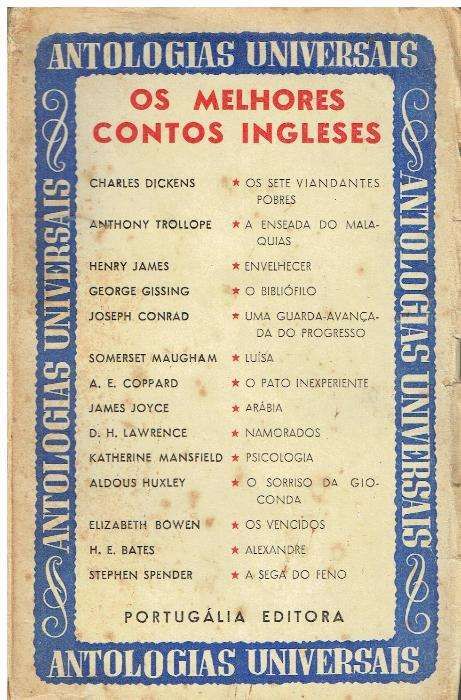 ANTOLOGIAS UNIVERSAIS
OS MELHORES
CONTOS INGLESES
CHARLES DICKENS ★ OS SETE VIANDANTES
POBRES
ANTHONY TROLLOPE ★ A ENSEADA DO MALA-
QUIAS
HENRY JAMES ★ ENVELHECER
GEORGE GISSING ★ O BIBLIÓFILO
JOSEPH CONRAD ★ UMA GUARDA-AVANÇA-
DA DO PROGRESSO
SOMERSET MAUGHAM ★ LUÍSA
A. E. COPPARD ★ O PATO INEXPERIENTE
JAMES JOYCE ★ ARÁBIA
D. H. LAWRENCE ★ NAMORADOS
KATHERINE MANSFIELD ★ PSICOLOGIA
ALDOUS HUXLEY ★ O SORRISO DA GIO-
CONDA
ELIZABETH BOWEN ★ OS VENCIDOS
H. E. BATES ★ ALEXANDRE
STEPHEN SPENDER ★ A SEGA DO FENO
PORTUGÁLIA EDITORA
ANTOLOGIAS UNIVERSAIS
ANTOLOGIAS UNIVERSAIS
ANTOLOGIAS UNIVERSAIS